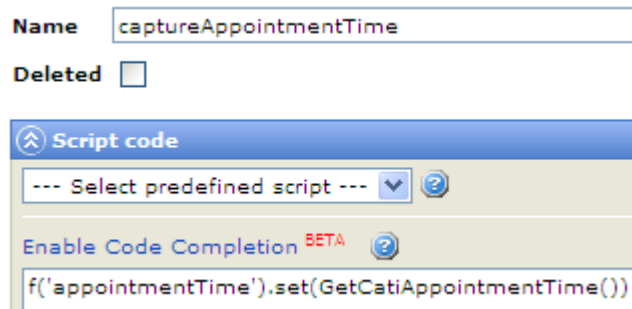 Name captureAppointmentTime
Deleted
Script code
--- Select predefined script ---
Enable Code Completion BETA
f('appointmentTime').set(GetCatiAppointmentTime())